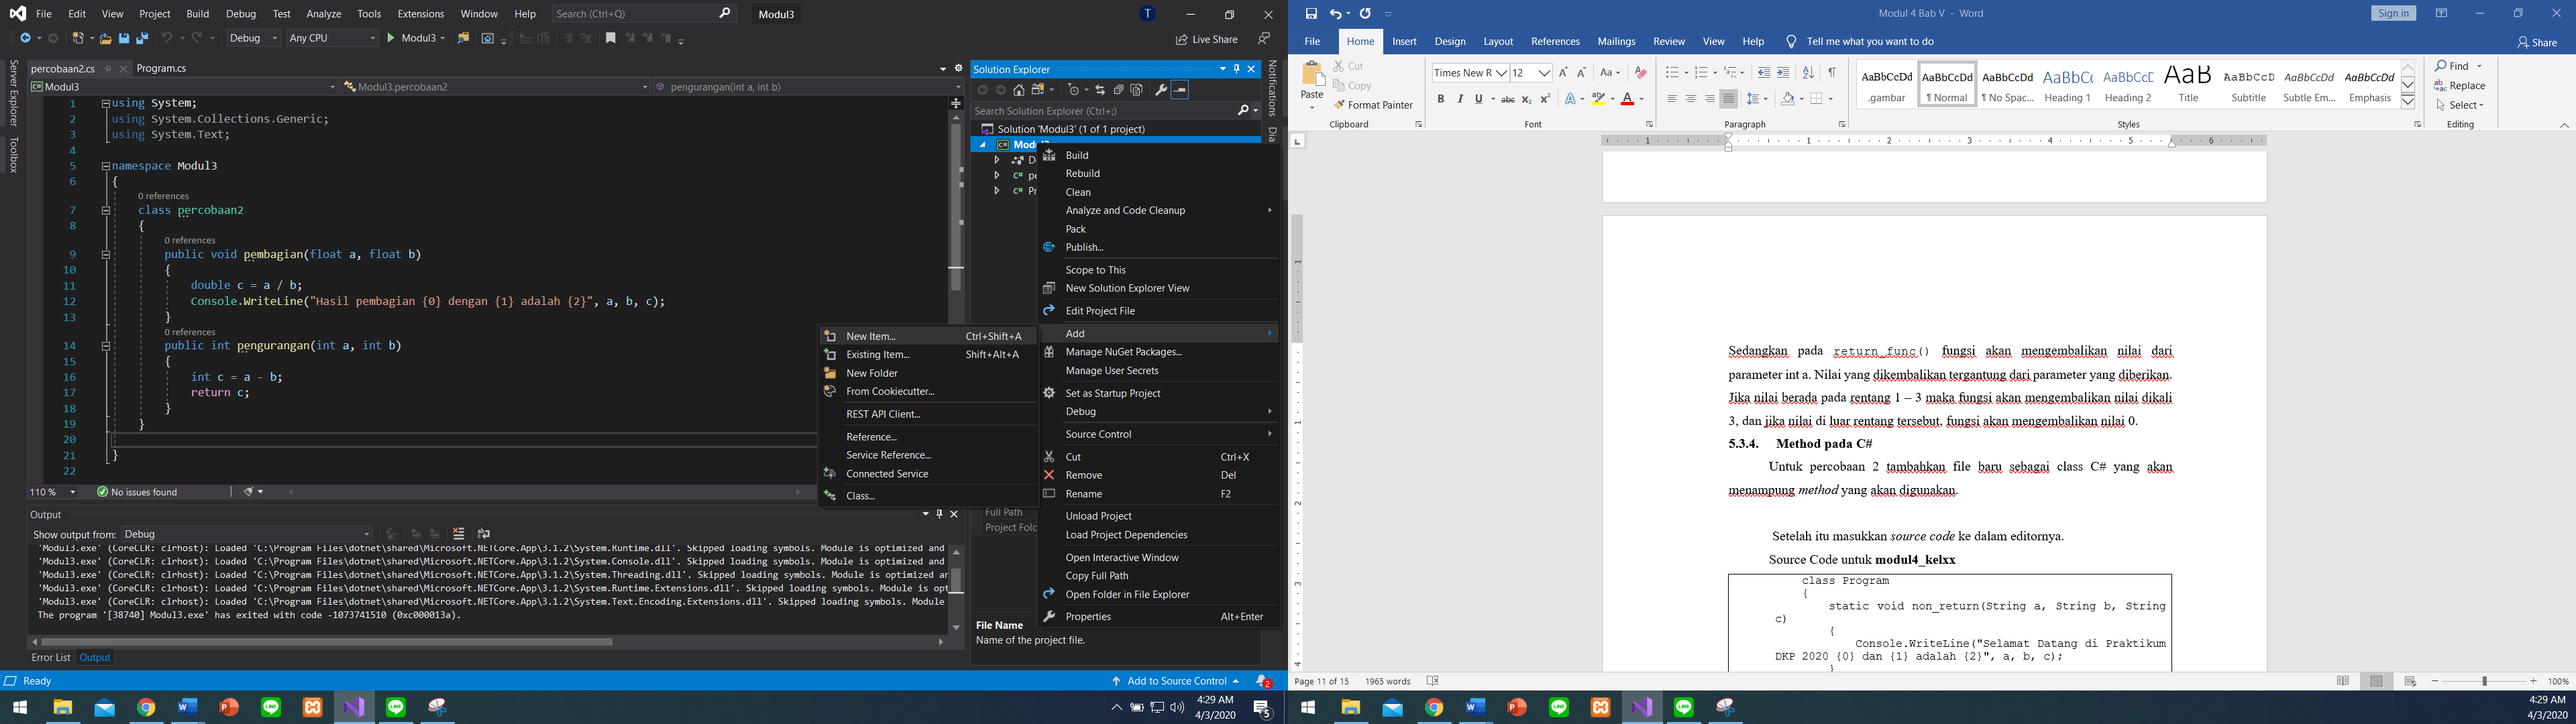 File Edit View Project Build Debug Test Analyze Tools Extensions Window Help Search (Ctrl+Q) Modul3 T
Debug Any CPU Modul3 Live Share
Server Explorer
Toolbox
percobaan2.cs Program.cs
Modul3 Modul3.percobaan2 pengurangan(int a, int b)
1 using System;
2 using System.Collections.Generic;
3 using System.Text;
4
5 namespace Modul3
6 {
0 references
7 class percobaan2
8 {
0 references
9 public void pembagian(float a, float b)
10 {
11 double c = a / b;
12 Console.WriteLine("Hasil pembagian {0} dengan {1} adalah {2}", a, b, c);
13 }
0 references
14 public int pengurangan(int a, int b)
15 {
16 int c = a - b;
17 return c;
18 }
19 }
20
21 }
22
110 % No issues found
Output
Show output from: Debug
'Modul3.exe' (CoreCLR: clrhost): Loaded 'C:\Program Files\dotnet\shared\Microsoft.NETCore.App\3.1.2\System.Runtime.dll'. Skipped loading symbols. Module is optimized and
'Modul3.exe' (CoreCLR: clrhost): Loaded 'C:\Program Files\dotnet\shared\Microsoft.NETCore.App\3.1.2\System.Console.dll'. Skipped loading symbols. Module is optimized and
'Modul3.exe' (CoreCLR: clrhost): Loaded 'C:\Program Files\dotnet\shared\Microsoft.NETCore.App\3.1.2\System.Threading.dll'. Skipped loading symbols. Module is optimized ar
'Modul3.exe' (CoreCLR: clrhost): Loaded 'C:\Program Files\dotnet\shared\Microsoft.NETCore.App\3.1.2\System.Runtime.Extensions.dll'. Skipped loading symbols. Module is opt
'Modul3.exe' (CoreCLR: clrhost): Loaded 'C:\Program Files\dotnet\shared\Microsoft.NETCore.App\3.1.2\System.Text.Encoding.Extensions.dll'. Skipped loading symbols. Module
The program '[38740] Modul3.exe' has exited with code -1073741510 (0xc000013a).
Error List Output
Ready Add to Source Control 2
Solution Explorer
Search Solution Explorer (Ctrl+;)
Solution 'Modul3' (1 of 1 project)
Modul3
D
pe
Pr
Notifications
Dia
Build
Rebuild
Clean
Analyze and Code Cleanup
Pack
Publish...
Scope to This
New Solution Explorer View
Edit Project File
Add
Manage NuGet Packages...
Manage User Secrets
Set as Startup Project
Debug
Source Control
Cut Ctrl+X
Remove Del
Rename F2
Unload Project
Load Project Dependencies
Open Interactive Window
Copy Full Path
Open Folder in File Explorer
Properties Alt+Enter
New Item... Ctrl+Shift+A
Existing Item... Shift+Alt+A
New Folder
From Cookiecutter...
REST API Client...
Reference...
Service Reference...
Connected Service
Class...
Full Path
Project Folc
File Name
Name of the project file.
4:29 AM
4/3/2020
5
Modul 4 Bab V - Word Sign in
File Home Insert Design Layout References Mailings Review View Help Tell me what you want to do Share
Paste Cut
Copy
Format Painter
Clipboard
Times New R 12
Font
Paragraph
AaBbCcDd AaBbCcDd AaBbCcDd AaBbCc AaBbCcC AaB AaBbCcD AaBbCcDd AaBbCcDd
.gambar ¶ Normal ¶ No Spac... Heading 1 Heading 2 Title Subtitle Subtle Em... Emphasis
Styles
Find
Replace
Select
Editing
Sedangkan pada return_func() fungsi akan mengembalikan nilai dari
parameter int a. Nilai yang dikembalikan tergantung dari parameter yang diberikan.
Jika nilai berada pada rentang 1 – 3 maka fungsi akan mengembalikan nilai dikali
3, dan jika nilai di luar rentang tersebut, fungsi akan mengembalikan nilai 0.
5.3.4. Method pada C#
Untuk percobaan 2 tambahkan file baru sebagai class C# yang akan
menampung method yang akan digunakan.
Setelah itu masukkan source code ke dalam editornya.
Source Code untuk modul4_kelxx
class Program
{
static void non_return(String a, String b, String
c)
{
Console.WriteLine("Selamat Datang di Praktikum
DKP 2020 {0} dan {1} adalah {2}", a, b, c);
}
Page 11 of 15 1965 words 100%
4:29 AM
4/3/2020